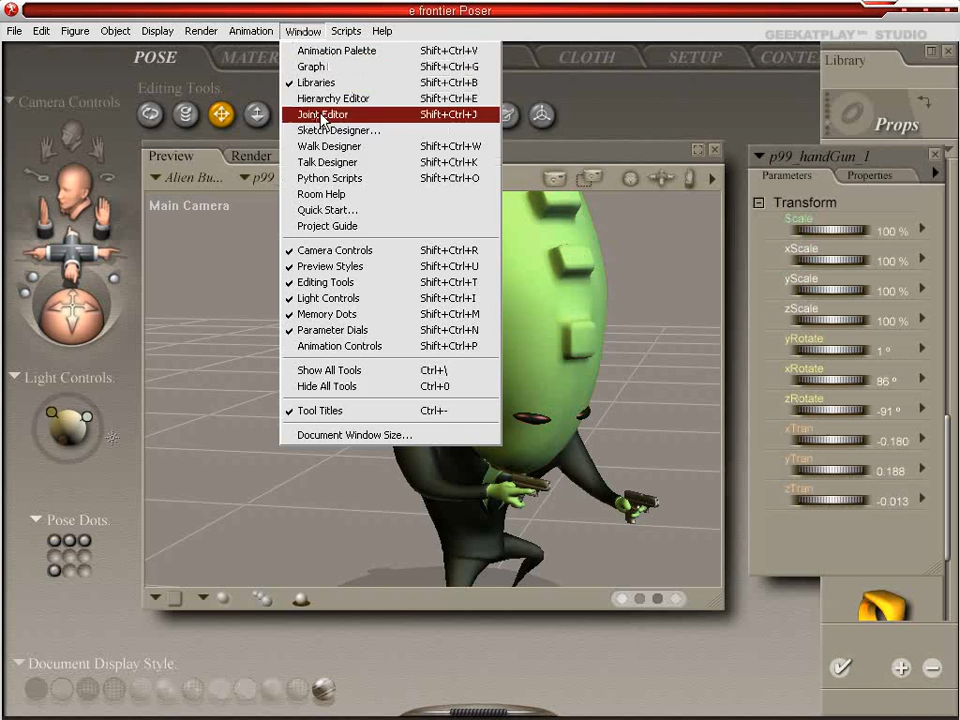 e frontier Poser
File Edit Figure Object Display Render Animation Window Scripts Help
GEEKATPLAY STUDIO
POSE CLOTH SETUP
Library
Props
Camera Controls
Editing Tools.
Preview Render
Alien Bu... p99
Main Camera
Animation Palette Shift+Ctrl+V
Graph Shift+Ctrl+G
Libraries Shift+Ctrl+B
Hierarchy Editor Shift+Ctrl+E
Joint Editor Shift+Ctrl+J
Sketch Designer...
Walk Designer Shift+Ctrl+W
Talk Designer Shift+Ctrl+K
Python Scripts Shift+Ctrl+O
Room Help
Quick Start...
Project Guide
Camera Controls Shift+Ctrl+R
Preview Styles Shift+Ctrl+U
Editing Tools Shift+Ctrl+T
Light Controls Shift+Ctrl+I
Memory Dots Shift+Ctrl+M
Parameter Dials Shift+Ctrl+N
Animation Controls Shift+Ctrl+P
Show All Tools Ctrl+\
Hide All Tools Ctrl+0
Tool Titles Ctrl+-
Document Window Size...
p99_handGun_1
Parameters Properties
Transform
Scale
100 %
xScale
100 %
yScale
100 %
zScale
100 %
yRotate
1 º
xRotate
86 º
zRotate
-91 º
xTran
-0.180
yTran
0.188
zTran
-0.013
Light Controls.
Pose Dots.
Document Display Style.